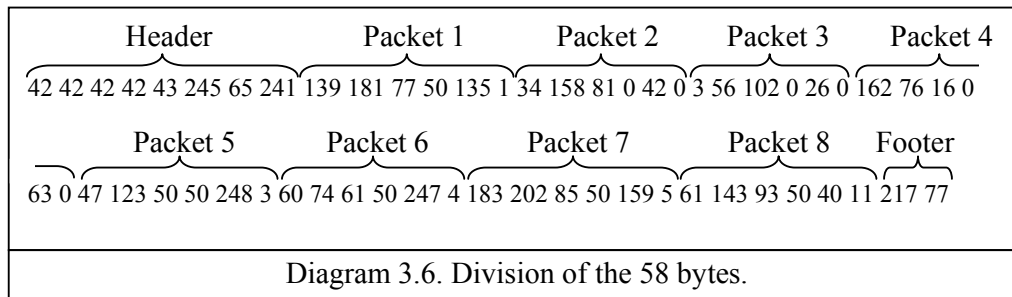 Header Packet 1 Packet 2 Packet 3 Packet 4
42 42 42 42 43 245 65 241 139 181 77 50 135 1 34 158 81 0 42 0 3 56 102 0 26 0 162 76 16 0
Packet 5 Packet 6 Packet 7 Packet 8 Footer
63 0 47 123 50 50 248 3 60 74 61 50 247 4 183 202 85 50 159 5 61 143 93 50 40 11 217 77
Diagram 3.6. Division of the 58 bytes.